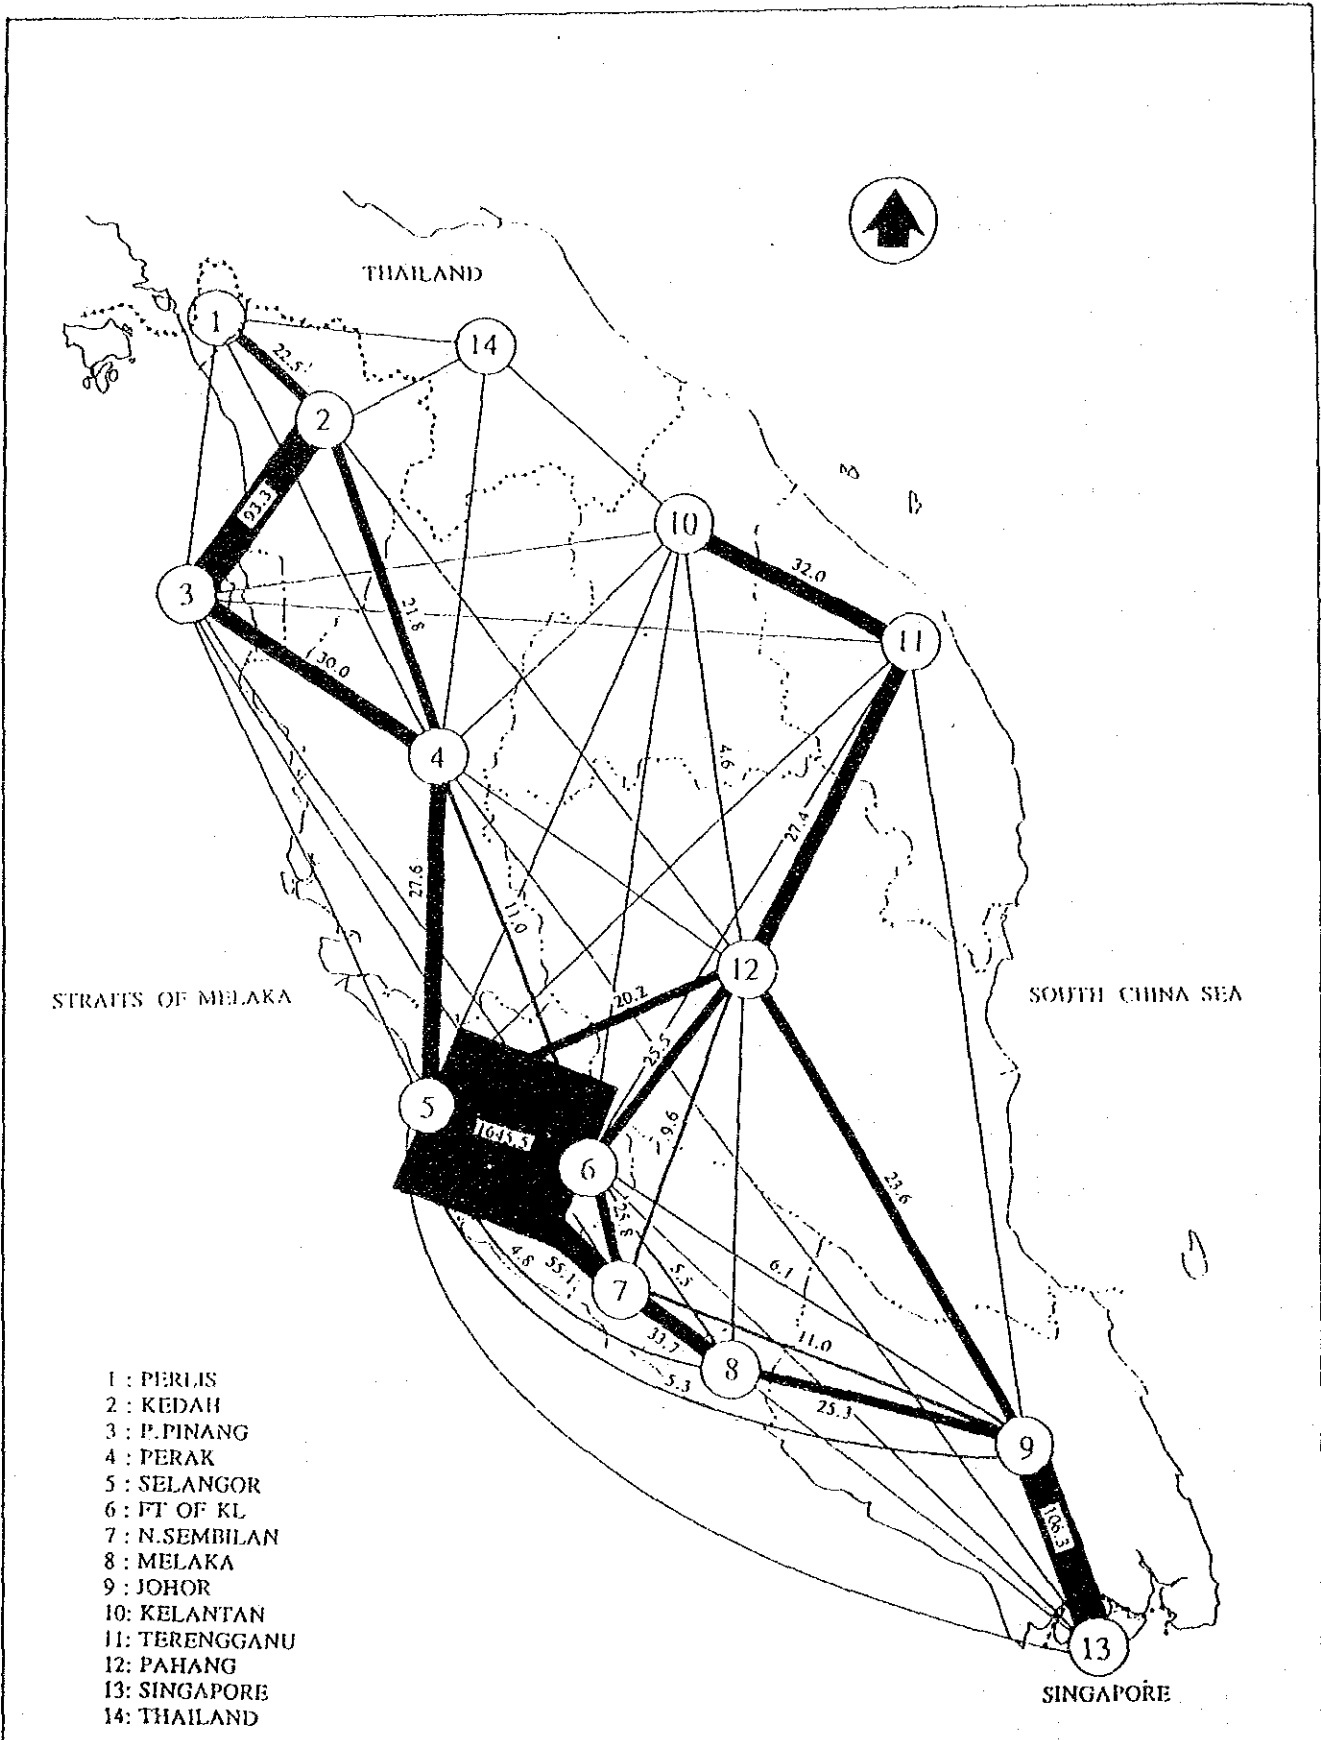 THAILAND
1
14
22.5
2
93.3
10
32.0
3
11
21.8
30.0
4
4.6
27.4
27.6
11.0
12
STRAITS OF MELAKA
20.2
SOUTH CHINA SEA
25.5
5
1645.5
9.6
6
23.6
25.8
4.8
55.1
5.5
6.1
7
33.7
11.0
8
5.3
25.3
9
106.3
1 : PERLIS
2 : KEDAH
3 : P.PINANG
4 : PERAK
5 : SELANGOR
6 : FT OF KL
7 : N.SEMBILAN
8 : MELAKA
9 : JOHOR
10: KELANTAN
11: TERENGGANU
12: PAHANG
13: SINGAPORE
14: THAILAND
13
SINGAPORE